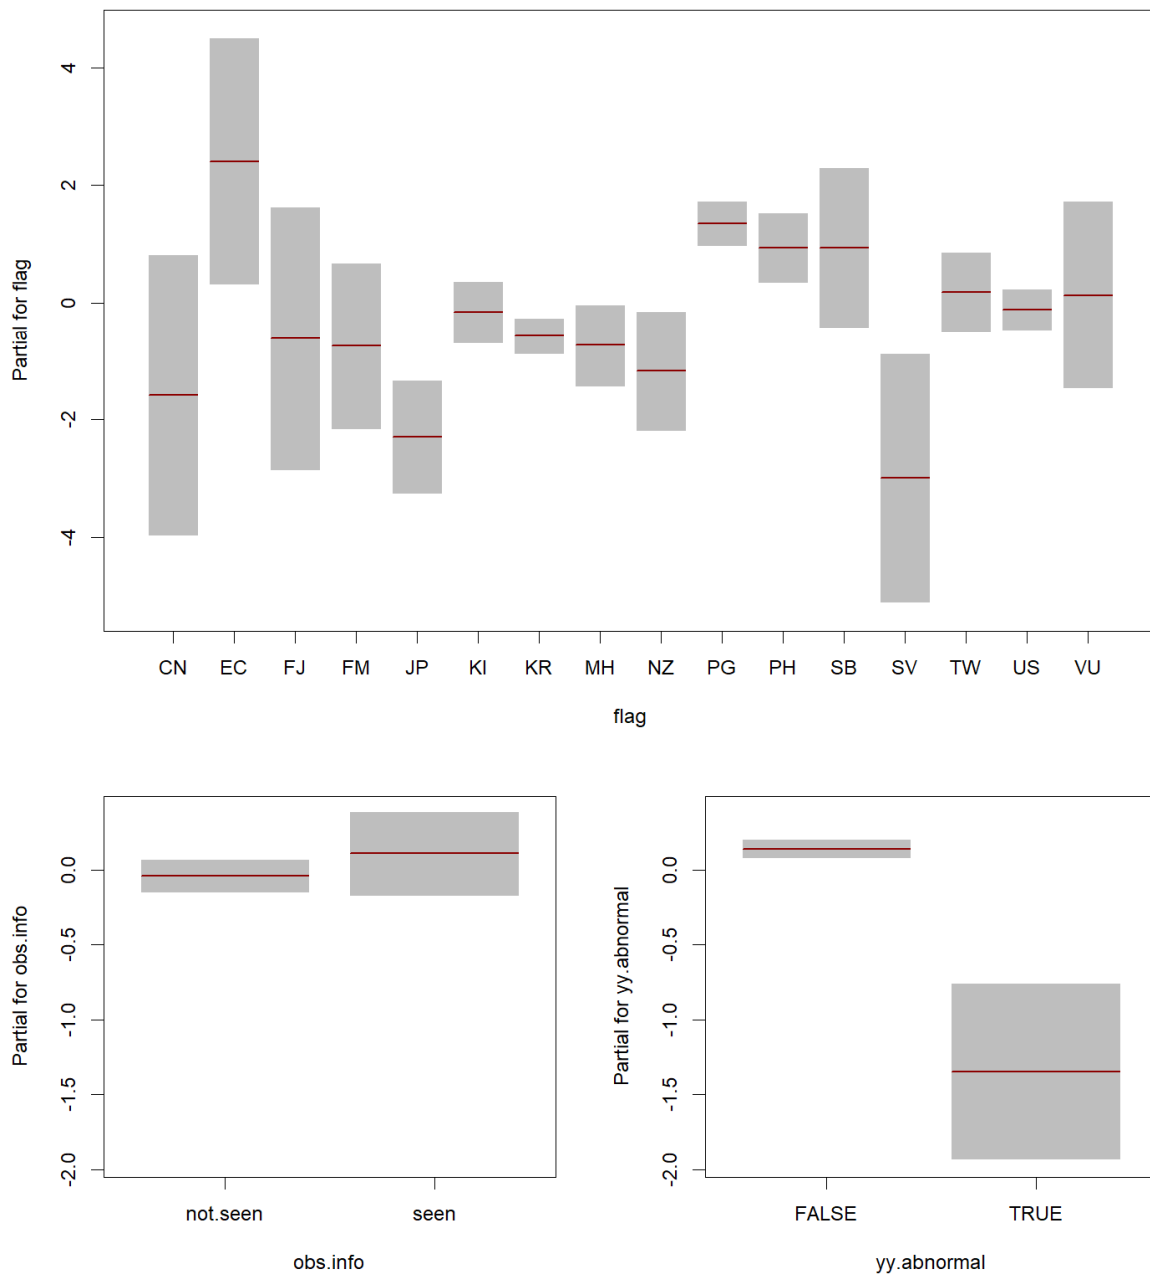 Partial for flag
4
2
0
-2
-4
CN EC FJ FM JP KI KR MH NZ PG PH SB SV TW US VU
flag
Partial for obs.info
0.0
-0.5
-1.0
-1.5
-2.0
not.seen seen
obs.info
Partial for yy.abnormal
0.0
-0.5
-1.0
-1.5
-2.0
FALSE TRUE
yy.abnormal